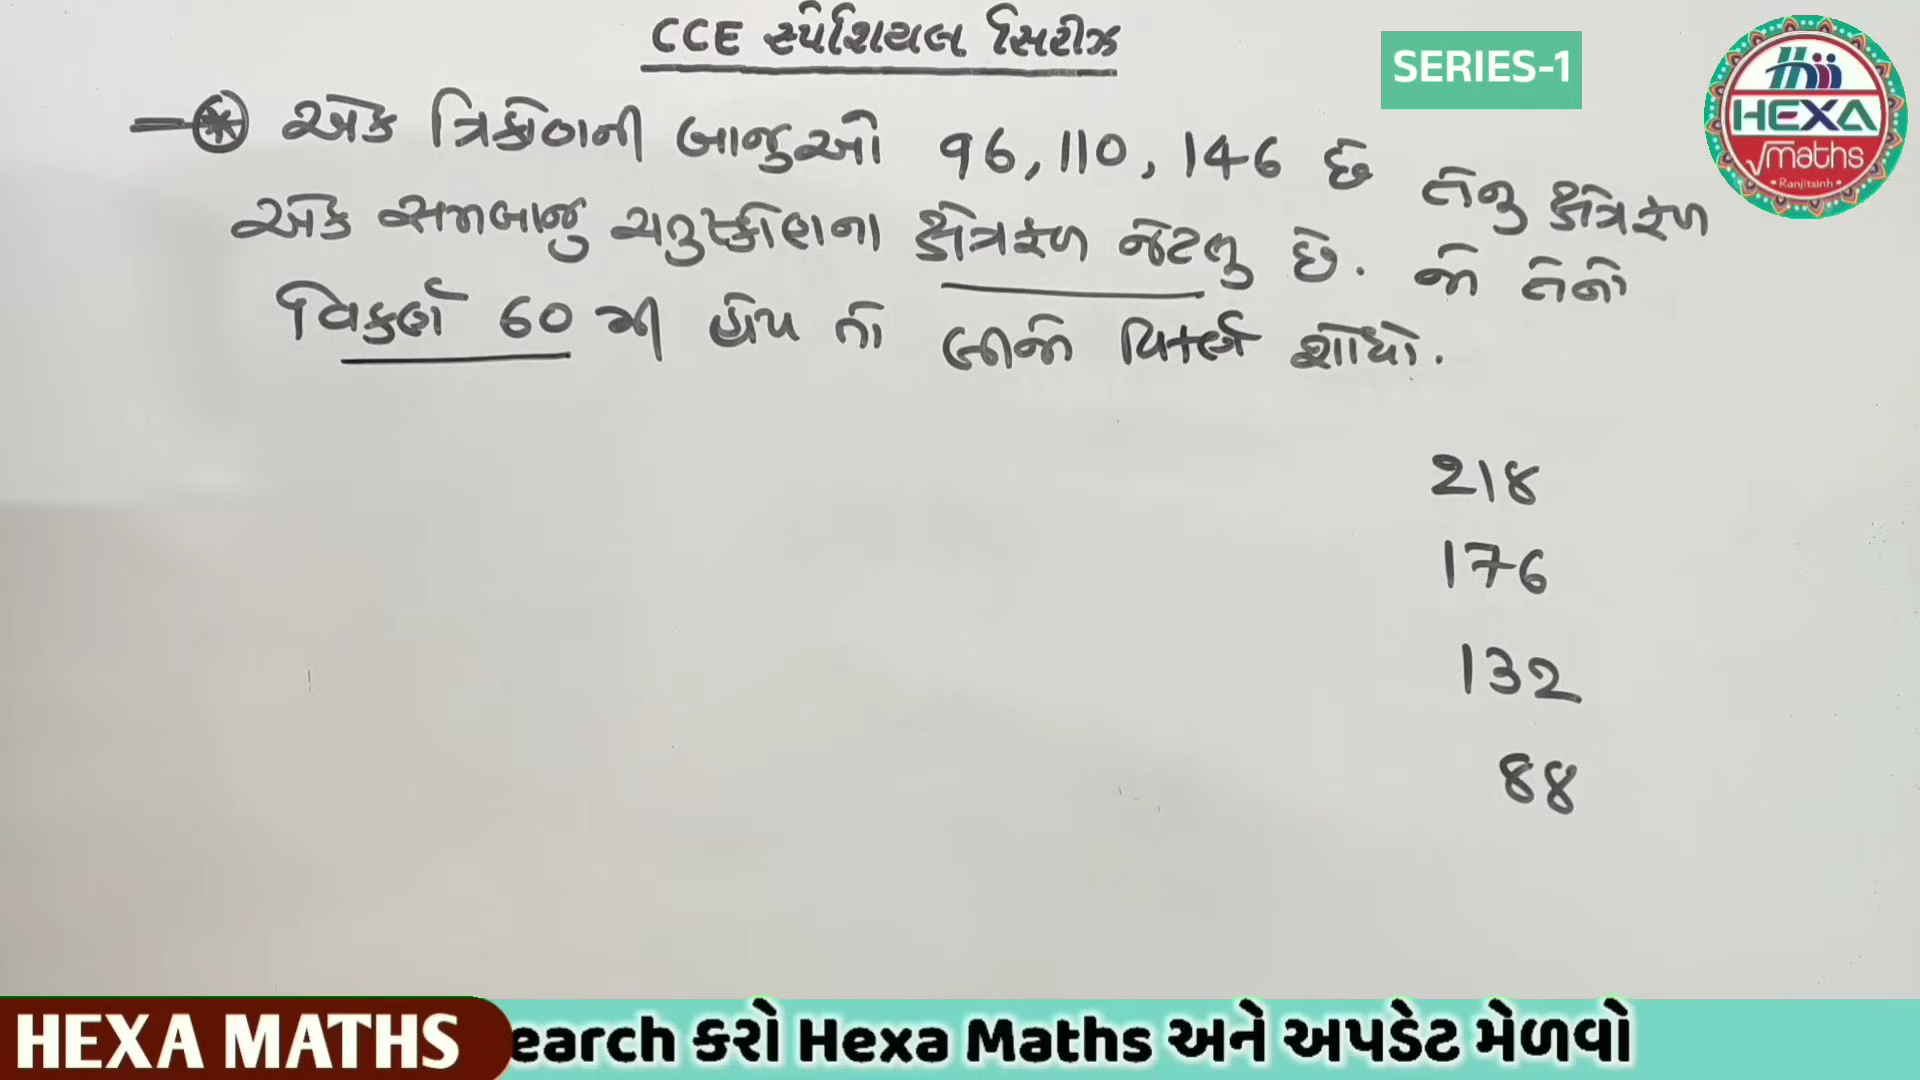 CCE સ્પેશિયલ સિરીઝ
SERIES-1
HEXA
√maths
Ranjitsinh
એક ત્રિકોણની બાજુઓ 96, 110, 146 છે તેનુ ક્ષેત્રફળ
એક સમબાજુ ચતુષ્કોણના ક્ષેત્રફળ જેટલુ છે. જો તેનો
વિકર્ણ 60 મી હોય તો બીજો વિકર્ણ શોધો.
218
176
132
88
HEXA MATHS
earch કરો Hexa Maths અને અપડેટ મેળવો